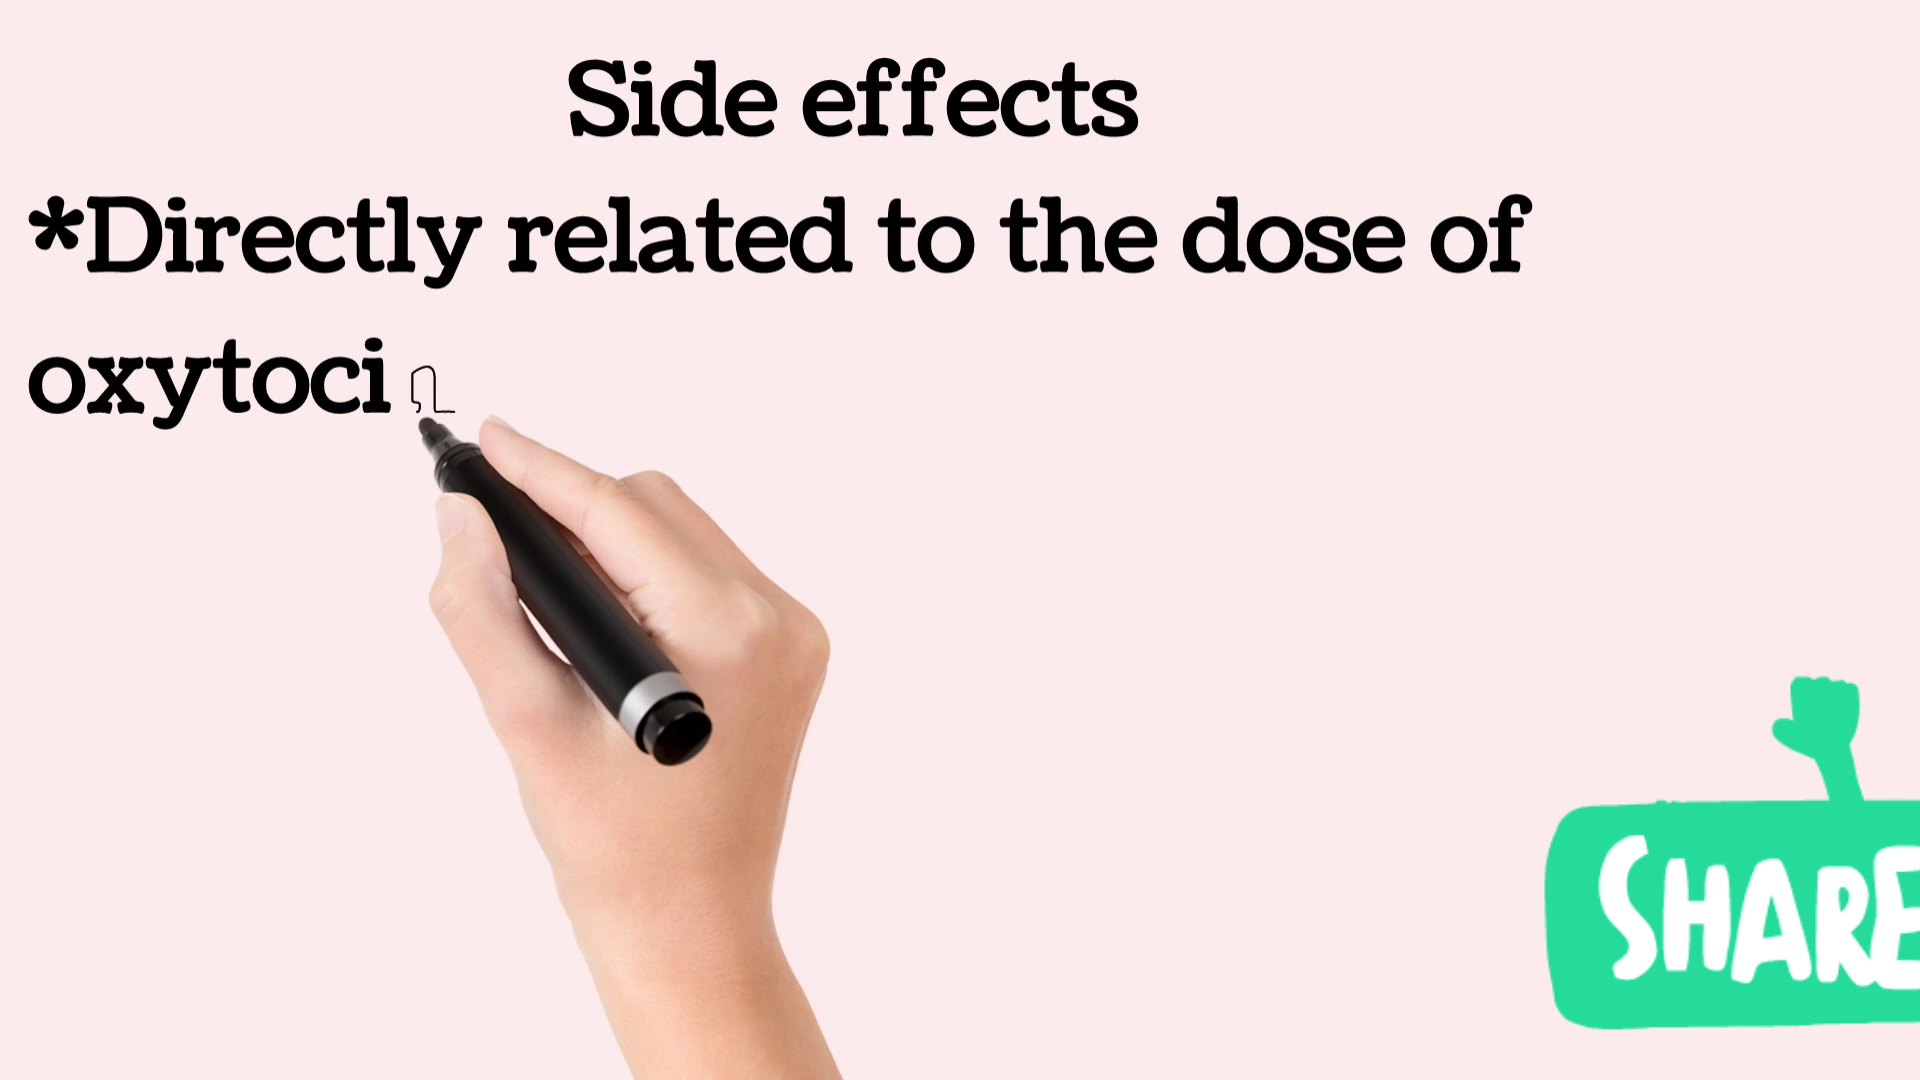 Side effects
*Directly related to the dose of
oxytoci
SHARE